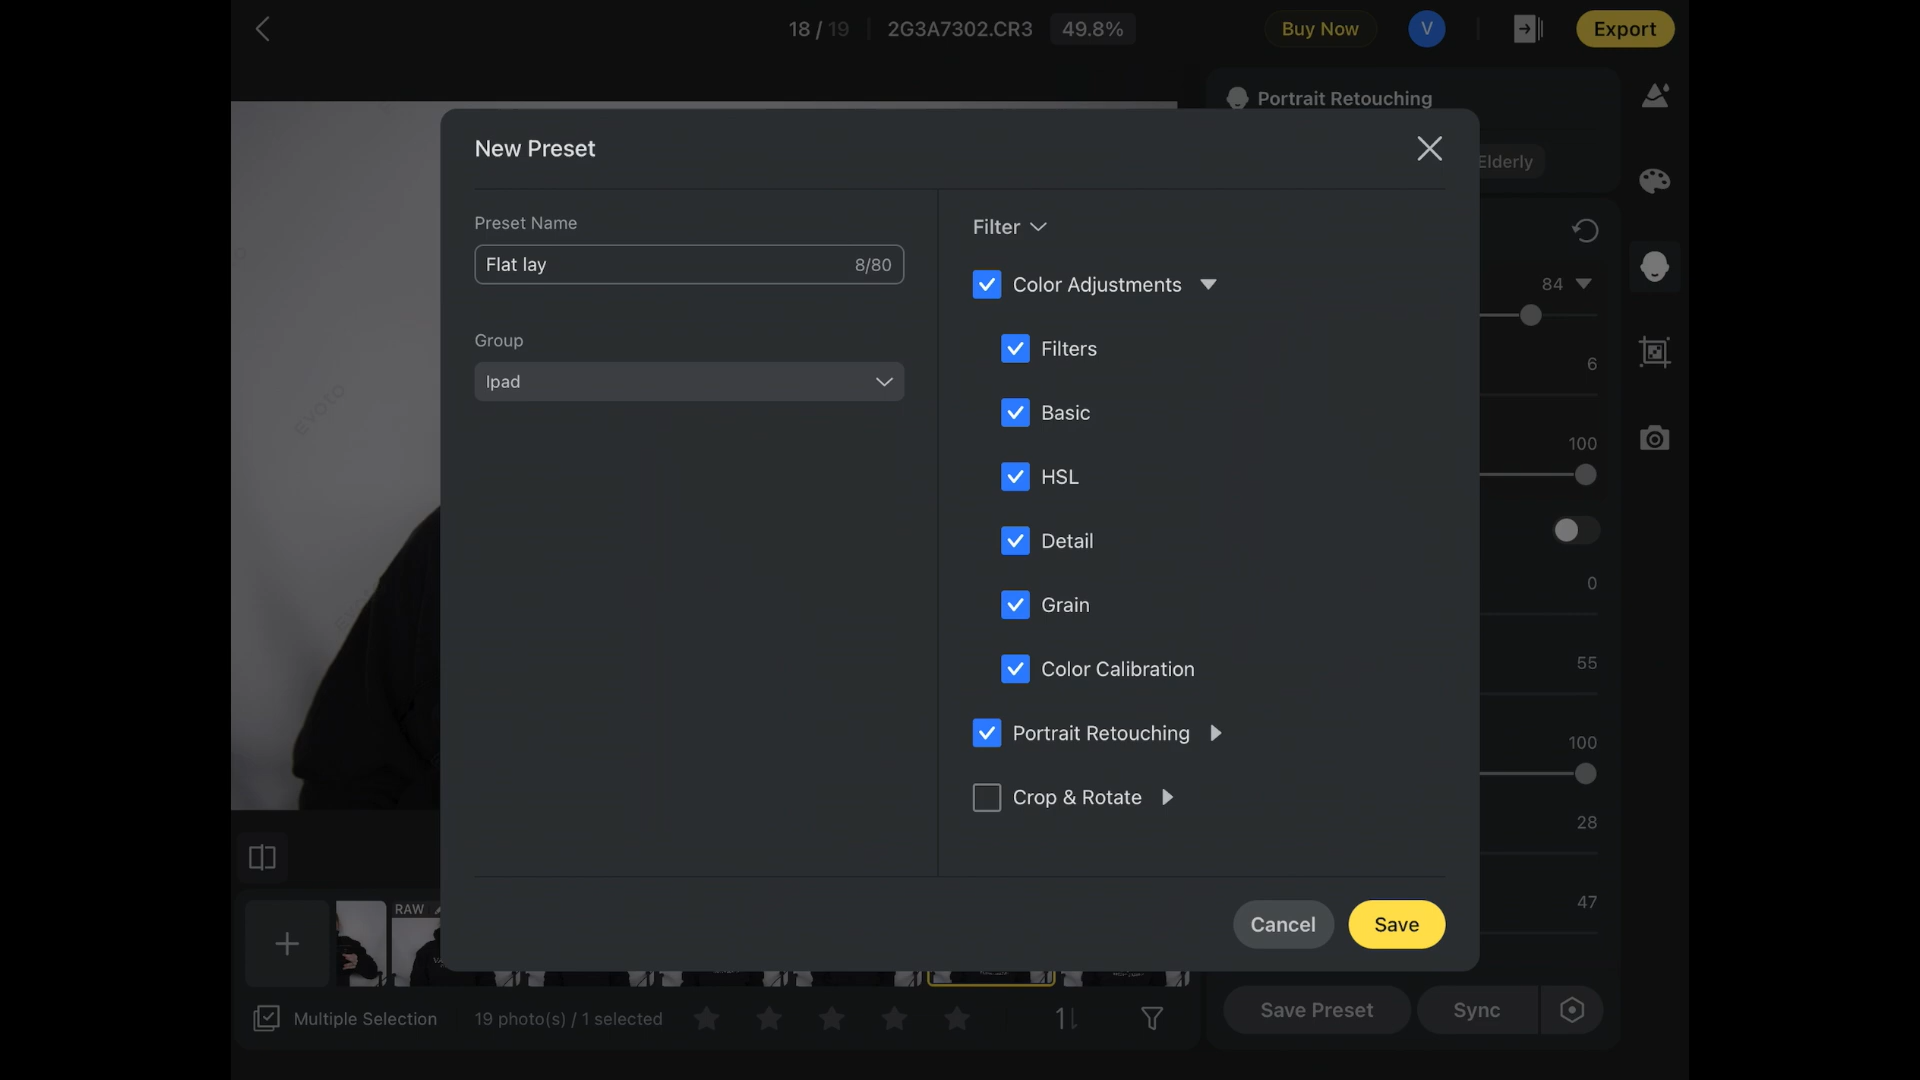 18 / 19
2G3A7302.CR3
49.8%
Buy Now
V
Export
Portrait Retouching
Elderly
New Preset
Preset Name
Flat lay
8/80
Group
Ipad
Filter
Color Adjustments
Filters
Basic
HSL
Detail
Grain
Color Calibration
Portrait Retouching
Crop & Rotate
Cancel
Save
84
6
100
0
55
100
28
47
EVOTO
RAW
Multiple Selection
19 photo(s) / 1 selected
Save Preset
Sync